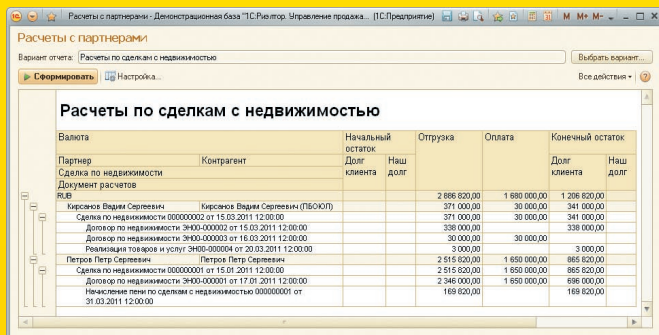 Расчеты с партнерами - Демонстрационная база "1С:Риэлтор. Управление продажа... (1С:Предприятие) M M+ M-
Расчеты с партнерами
Вариант отчета: Расчеты по сделкам с недвижимостью Выбрать вариант...
Сформировать Настройка... Все действия
Расчеты по сделкам с недвижимостью
Валюта Начальный остаток Отгрузка Оплата Конечный остаток
Партнер Контрагент Долг клиента Наш долг Долг клиента Наш долг
Сделка по недвижимости
Документ расчетов
RUB 2 886 820,00 1 680 000,00 1 206 820,00
Кирсанов Вадим Сергеевич Кирсанов Вадим Сергеевич (ПБОЮЛ) 371 000,00 30 000,00 341 000,00
Сделка по недвижимости 000000002 от 15.03.2011 12:00:00 371 000,00 30 000,00 341 000,00
Договор по недвижимости ЭН00-000002 от 15.03.2011 12:00:00 338 000,00 338 000,00
Договор по недвижимости ЭН00-000003 от 16.03.2011 12:00:00 30 000,00 30 000,00
Реализация товаров и услуг ЭН00-000004 от 20.03.2011 12:00:00 3 000,00 3 000,00
Петров Петр Сергеевич Петров Петр Сергеевич 2 515 820,00 1 650 000,00 865 820,00
Сделка по недвижимости 000000001 от 15.01.2011 12:00:00 2 515 820,00 1 650 000,00 865 820,00
Договор по недвижимости ЭН00-000001 от 17.01.2011 12:00:00 2 346 000,00 1 650 000,00 696 000,00
Начисление пени по сделкам с недвижимостью 000000001 от 169 820,00 169 820,00
31.03.2011 12:00:00